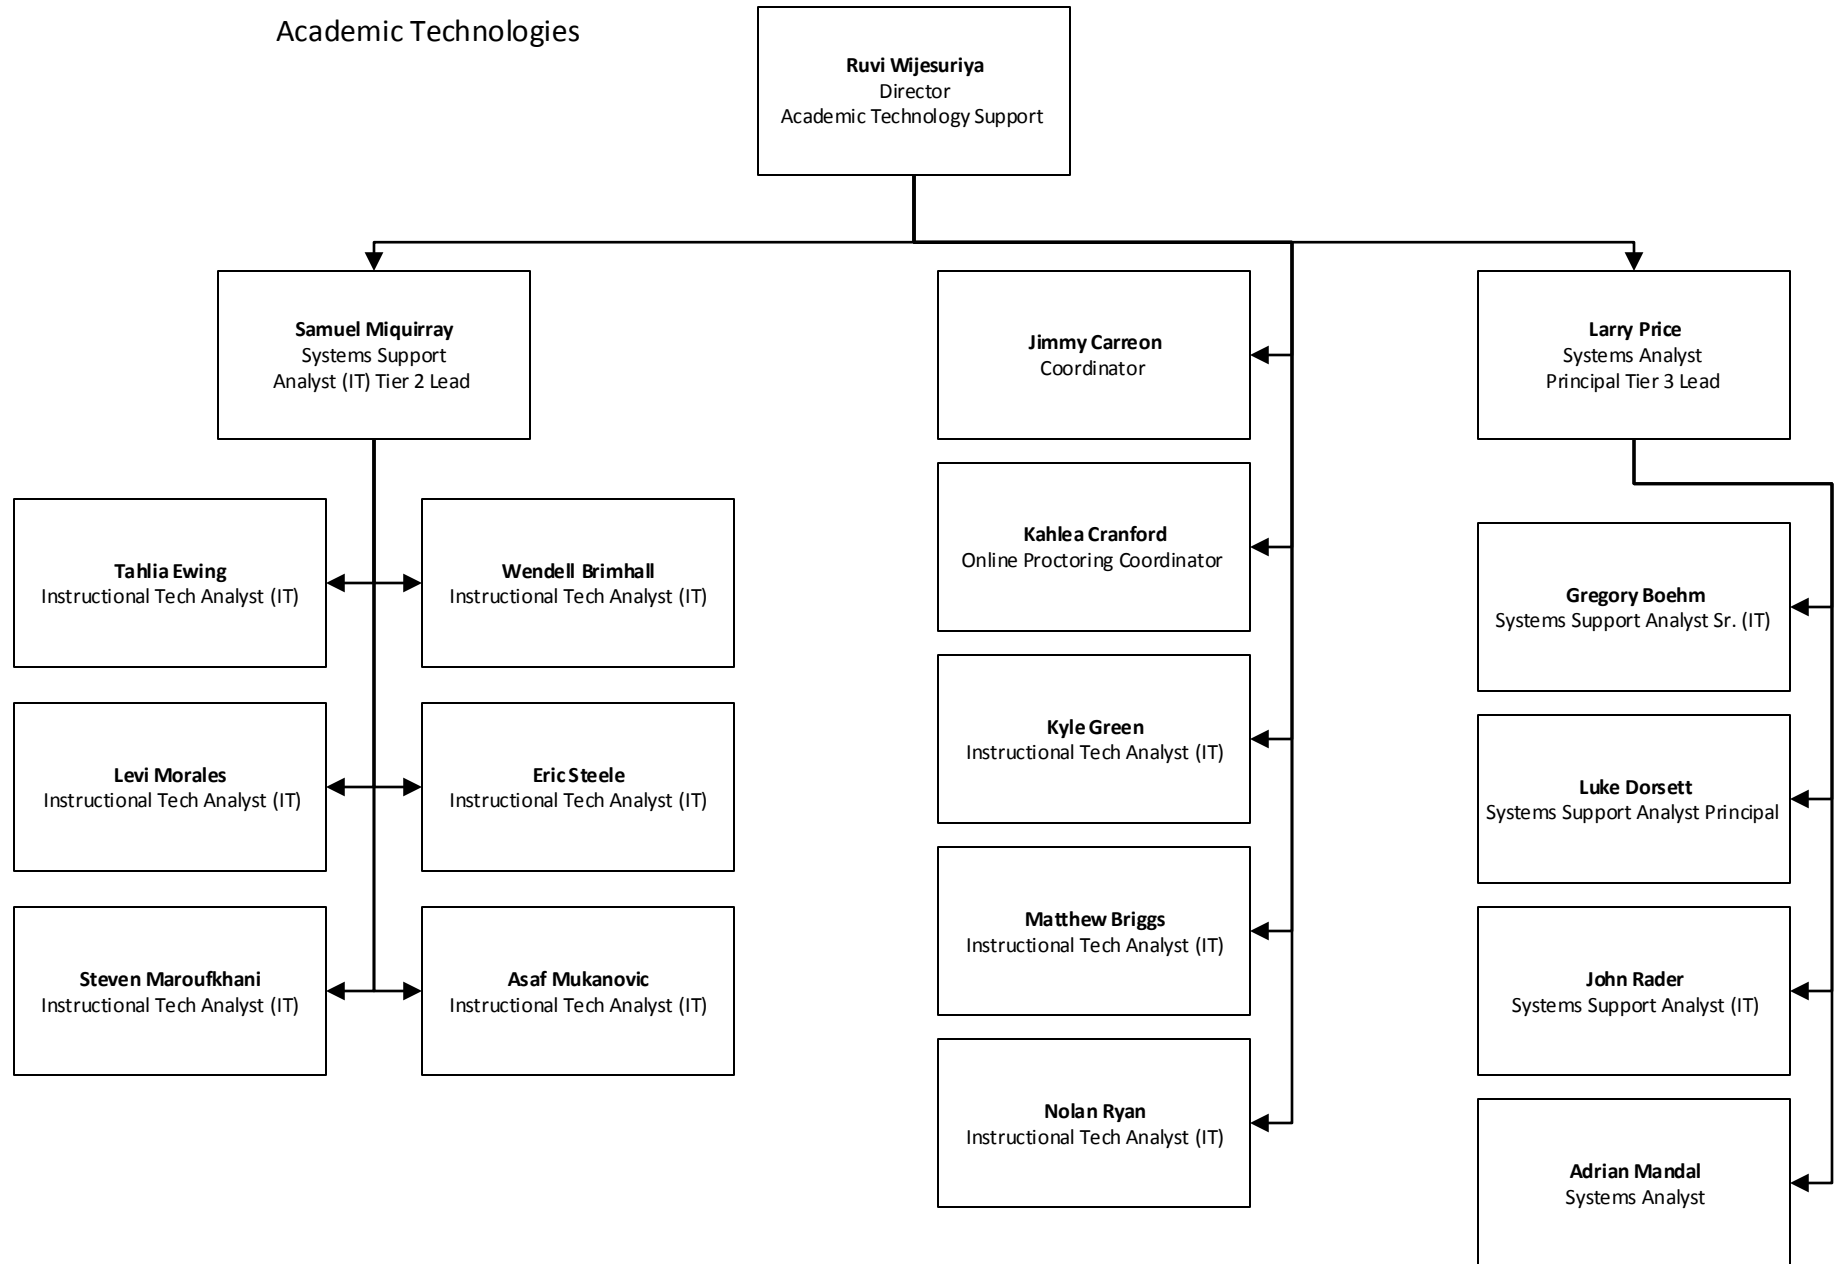 Academic Technologies
Ruvi Wijesuriya
Director
Academic Technology Support
Samuel Miquirray
Systems Support
Analyst (IT) Tier 2 Lead
Tahlia Ewing
Instructional Tech Analyst (IT)
Wendell Brimhall
Instructional Tech Analyst (IT)
Levi Morales
Instructional Tech Analyst (IT)
Eric Steele
Instructional Tech Analyst (IT)
Steven Maroufkhani
Instructional Tech Analyst (IT)
Asaf Mukanovic
Instructional Tech Analyst (IT)
Jimmy Carreon
Coordinator
Kahlea Cranford
Online Proctoring Coordinator
Kyle Green
Instructional Tech Analyst (IT)
Matthew Briggs
Instructional Tech Analyst (IT)
Nolan Ryan
Instructional Tech Analyst (IT)
Larry Price
Systems Analyst
Principal Tier 3 Lead
Gregory Boehm
Systems Support Analyst Sr. (IT)
Luke Dorsett
Systems Support Analyst Principal
John Rader
Systems Support Analyst (IT)
Adrian Mandal
Systems Analyst